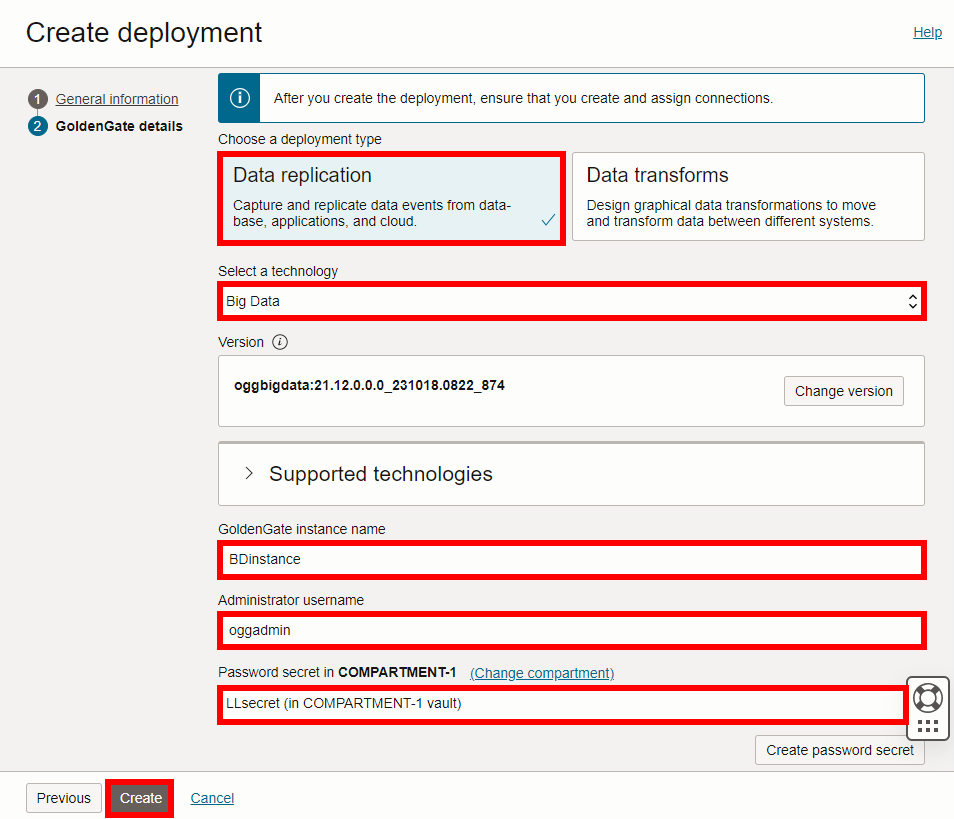 Create deployment
Help
1 General information
2 GoldenGate details
After you create the deployment, ensure that you create and assign connections.
Choose a deployment type
Data replication
Capture and replicate data events from data-
base, applications, and cloud.
Data transforms
Design graphical data transformations to move
and transform data between different systems.
Select a technology
Big Data
Version
oggbigdata:21.12.0.0.0_231018.0822_874
Change version
Supported technologies
GoldenGate instance name
BDinstance
Administrator username
oggadmin
Password secret in COMPARTMENT-1 (Change compartment)
LLsecret (in COMPARTMENT-1 vault)
Create password secret
Previous
Create
Cancel